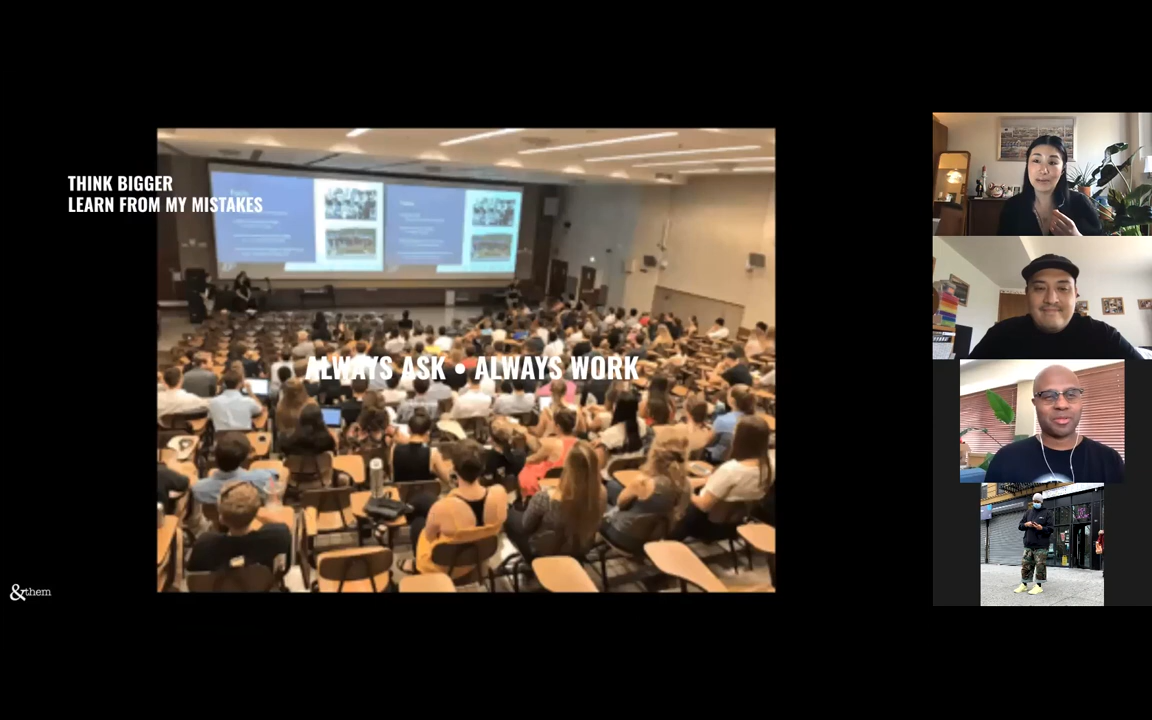 THINK BIGGER
LEARN FROM MY MISTAKES
ALWAYS ASK • ALWAYS WORK
&them